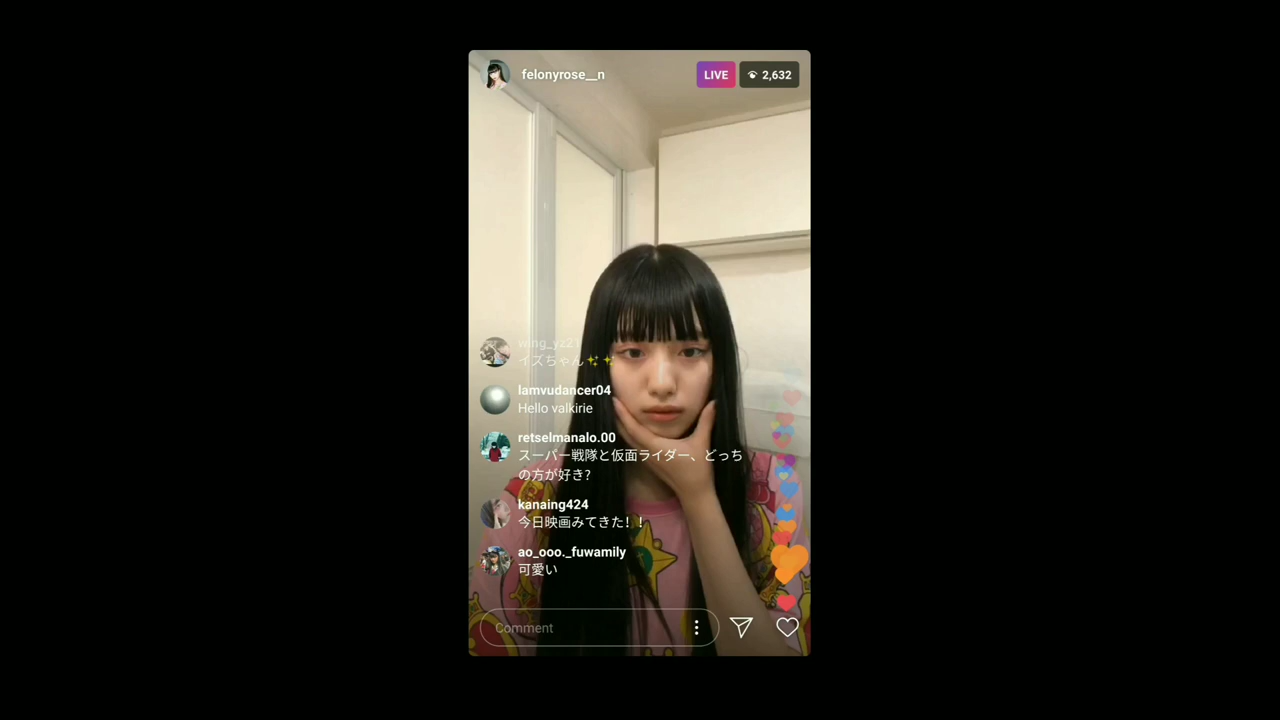 felonyrose__n
LIVE
2,632
wing_yz21
イズちゃん✨✨
lamvudancer04
Hello valkirie
retselmanalo.00
スーパー戦隊と仮面ライダー、どっち
の方が好き?
kanaing424
今日映画みてきた！！
ao_ooo._fuwamily
可愛い
Comment